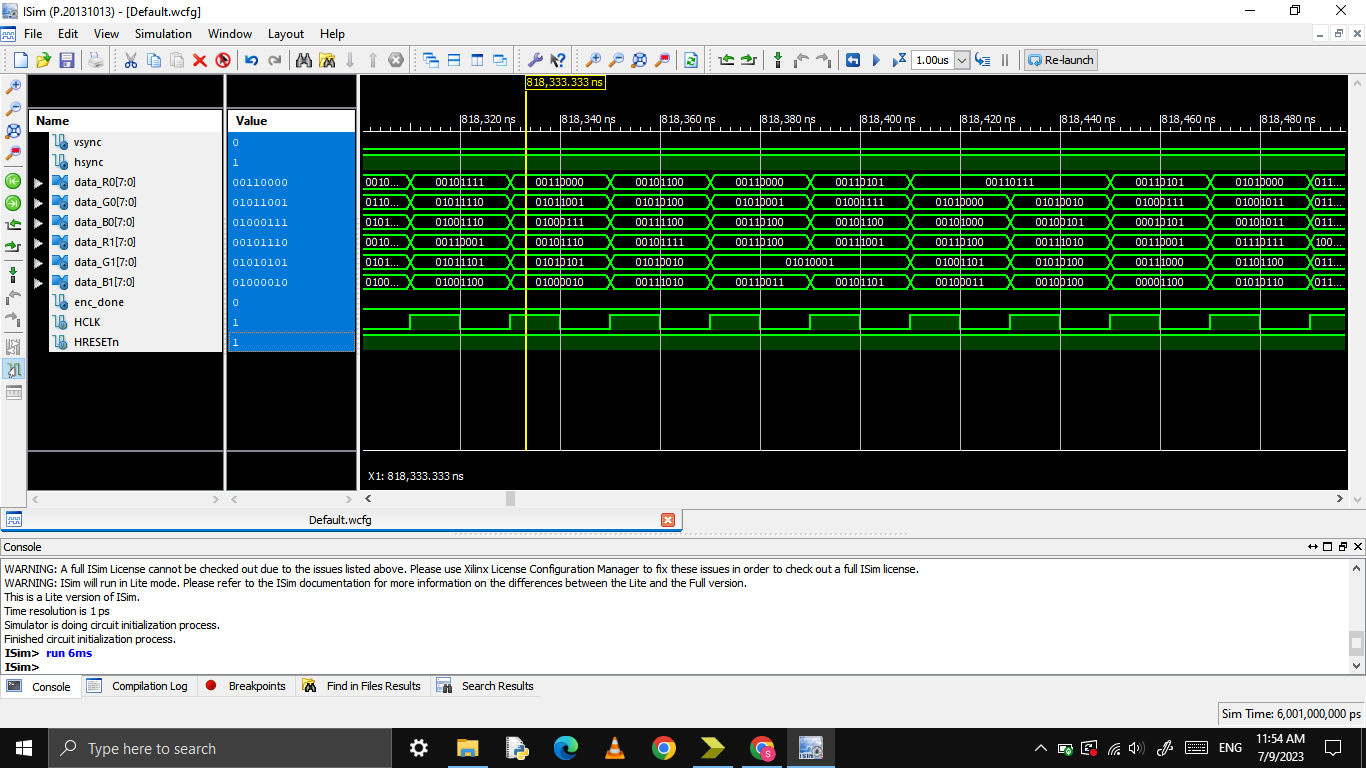 ISim (P.20131013) - [Default.wcfg]
File Edit View Simulation Window Layout Help
1.00us Re-launch
818,333.333 ns
818,320 ns 818,340 ns 818,360 ns 818,380 ns 818,400 ns 818,420 ns 818,440 ns 818,460 ns 818,480 ns
Name Value
vsync 0
hsync 1
data_R0[7:0] 00110000 0010... 00101111 00110000 00101100 00110000 00110101 00110111 00110101 01010000 011...
data_G0[7:0] 01011001 0110... 01011110 01011001 01010100 01010001 01001111 01010000 01010010 01000111 01001011 011...
data_B0[7:0] 01000111 0101... 01001110 01000111 00111100 00110100 00101100 00101000 00100101 00010011 01010011 011...
data_R1[7:0] 00101110 0010... 00110001 00101110 00101111 00110100 00111001 00110100 00111010 00110001 01110111 100...
data_G1[7:0] 01010101 0101... 01011101 01010101 01010010 01010001 01001101 01010100 00111000 01101100 011...
data_B1[7:0] 01000010 0100... 01001100 01000010 00111010 00110011 00101101 00100011 00100100 00001100 01010110 011...
enc_done 0
HCLK 1
HRESETn 1
X1: 818,333.333 ns
Default.wcfg
Console
WARNING: A full ISim License cannot be checked out due to the issues listed above. Please use Xilinx License Configuration Manager to fix these issues in order to check out a full ISim license.
WARNING: ISim will run in Lite mode. Please refer to the ISim documentation for more information on the differences between the Lite and the Full version.
This is a Lite version of ISim.
Time resolution is 1 ps
Simulator is doing circuit initialization process.
Finished circuit initialization process.
ISim> run 6ms
ISim>
Console Compilation Log Breakpoints Find in Files Results Search Results
Sim Time: 6,001,000,000 ps
Type here to search
ENG
11:54 AM
7/9/2023